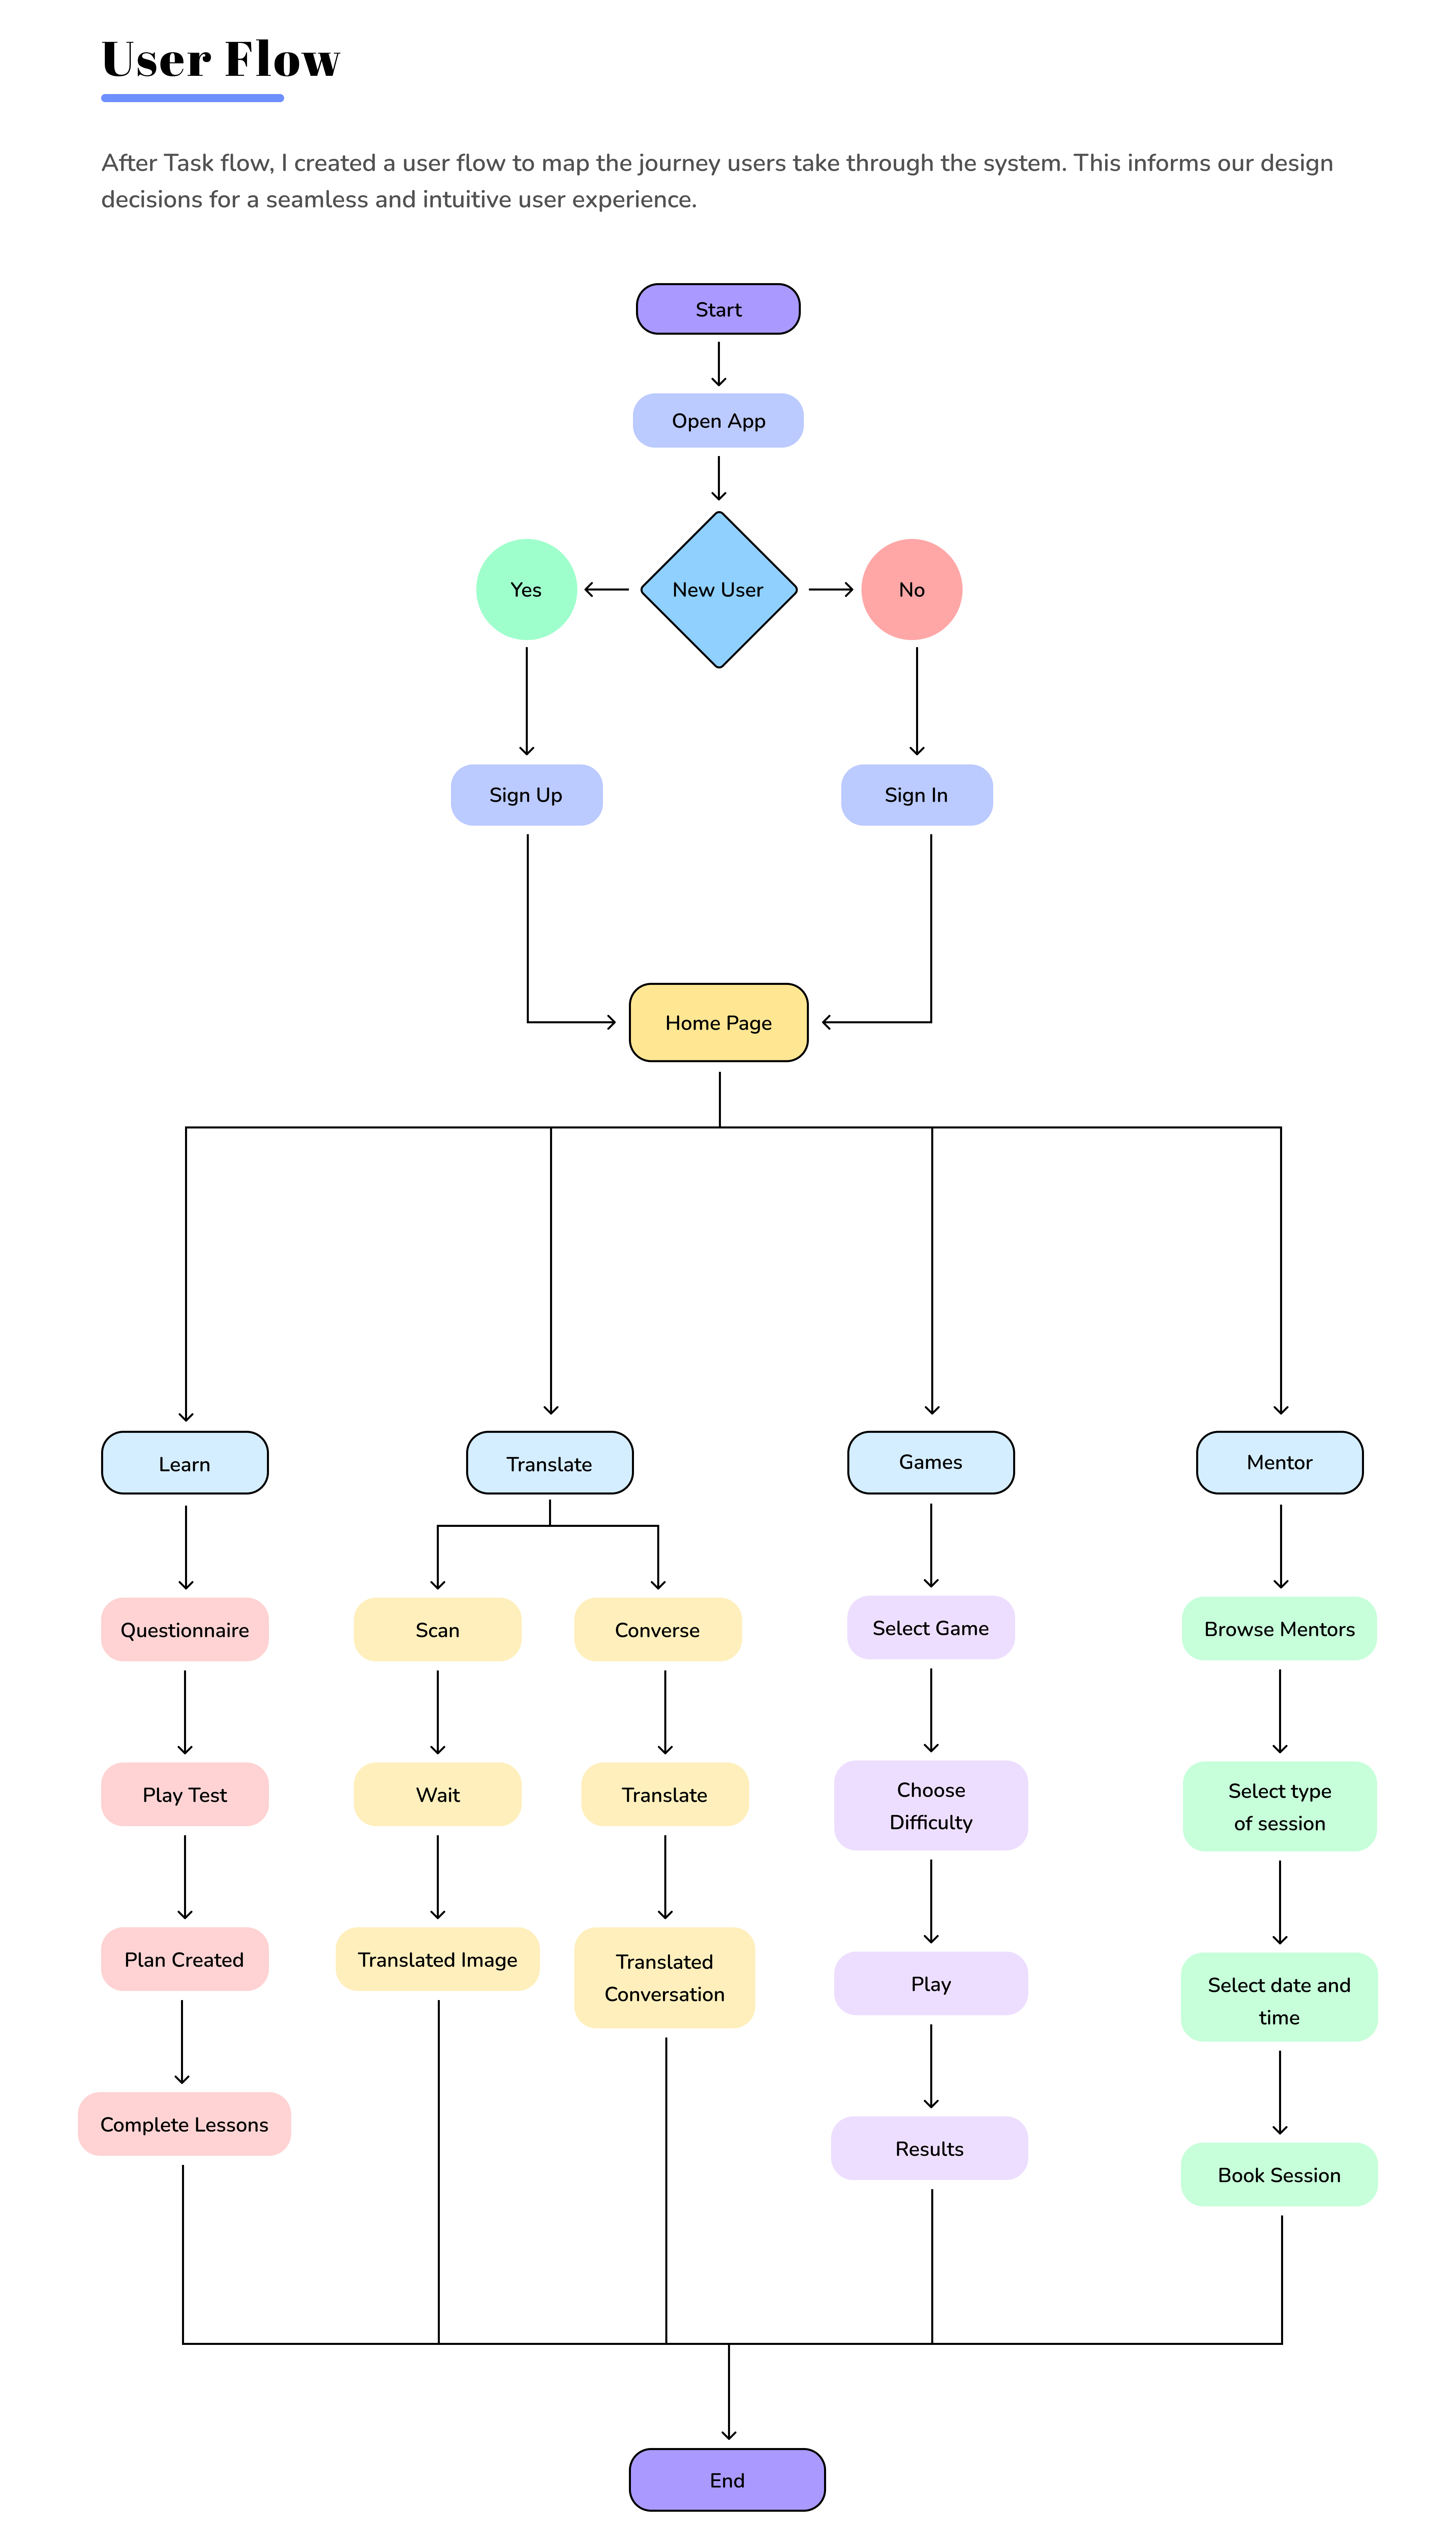 User Flow
After Task flow, I created a user flow to map the journey users take through the system. This informs our design
decisions for a seamless and intuitive user experience.
Start
Open App
Yes
New User
No
Sign Up
Sign In
Home Page
Learn
Translate
Games
Mentor
Questionnaire
Scan
Converse
Select Game
Browse Mentors
Play Test
Wait
Translate
Choose
Difficulty
Select type
of session
Plan Created
Translated Image
Translated
Conversation
Play
Select date and
time
Complete Lessons
Results
Book Session
End